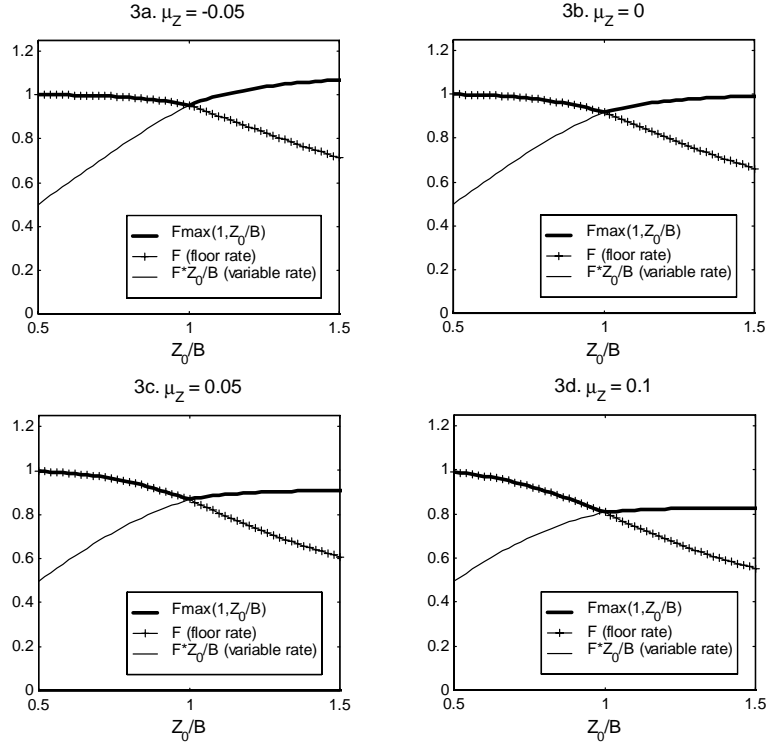 3a. μZ = -0.05
1.2
1
0.8
0.6
0.4
0.2
0
Fmax(1,Z0/B)
F (floor rate)
F*Z0/B (variable rate)
0.5 1 1.5
Z0/B
3b. μZ = 0
1.2
1
0.8
0.6
0.4
0.2
0
Fmax(1,Z0/B)
F (floor rate)
F*Z0/B (variable rate)
0.5 1 1.5
Z0/B
3c. μZ = 0.05
1.2
1
0.8
0.6
0.4
0.2
0
Fmax(1,Z0/B)
F (floor rate)
F*Z0/B (variable rate)
0.5 1 1.5
Z0/B
3d. μZ = 0.1
1.2
1
0.8
0.6
0.4
0.2
0
Fmax(1,Z0/B)
F (floor rate)
F*Z0/B (variable rate)
0.5 1 1.5
Z0/B